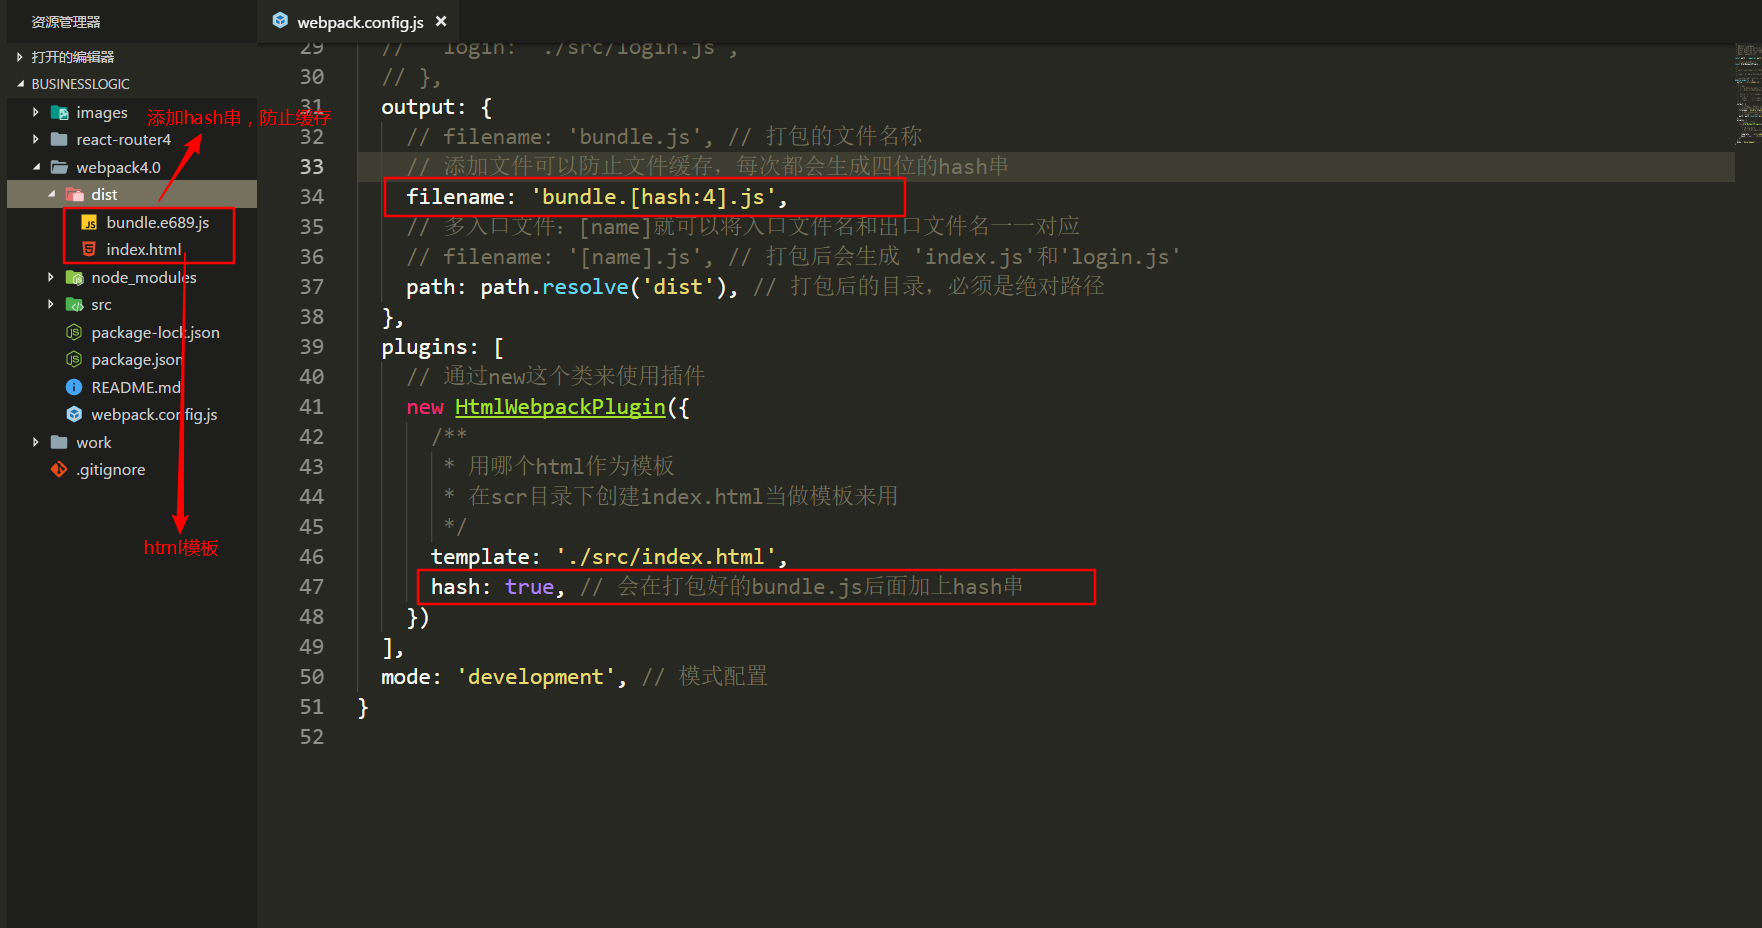 资源管理器
打开的编辑器
BUSINESSLOGIC
images
react-router4
webpack4.0
dist
bundle.e689.js
index.html
node_modules
src
package-lock.json
package.json
README.md
webpack.config.js
work
.gitignore
添加hash串，防止缓存
html模板
webpack.config.js
29 // login: './src/login.js',
30 // },
31 output: {
32 // filename: 'bundle.js', // 打包的文件名称
33 // 添加文件可以防止文件缓存，每次都会生成四位的hash串
34 filename: 'bundle.[hash:4].js',
35 // 多入口文件：[name]就可以将入口文件名和出口文件名一一对应
36 // filename: '[name].js', // 打包后会生成 'index.js'和'login.js'
37 path: path.resolve('dist'), // 打包后的目录，必须是绝对路径
38 },
39 plugins: [
40 // 通过new这个类来使用插件
41 new HtmlWebpackPlugin({
42 /**
43 * 用哪个html作为模板
44 * 在scr目录下创建index.html当做模板来用
45 */
46 template: './src/index.html',
47 hash: true, // 会在打包好的bundle.js后面加上hash串
48 })
49 ],
50 mode: 'development', // 模式配置
51 }
52